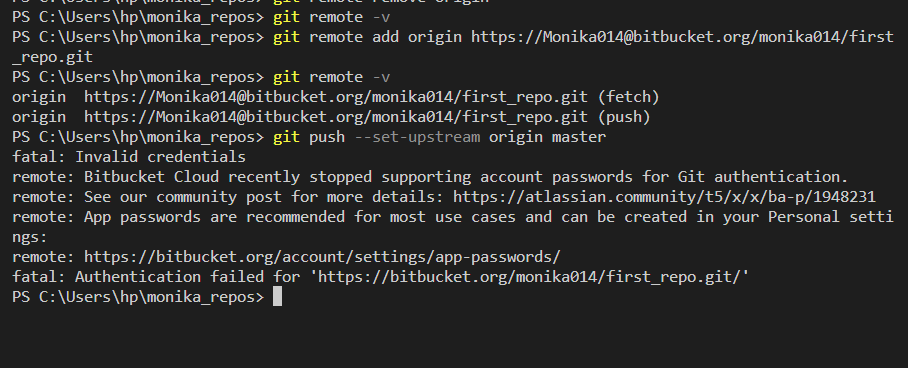 PS C:\Users\hp\monika_repos> git remote remove origin
PS C:\Users\hp\monika_repos> git remote -v
PS C:\Users\hp\monika_repos> git remote add origin https://Monika014@bitbucket.org/monika014/first
_repo.git
PS C:\Users\hp\monika_repos> git remote -v
origin  https://Monika014@bitbucket.org/monika014/first_repo.git (fetch)
origin  https://Monika014@bitbucket.org/monika014/first_repo.git (push)
PS C:\Users\hp\monika_repos> git push --set-upstream origin master
fatal: Invalid credentials
remote: Bitbucket Cloud recently stopped supporting account passwords for Git authentication.
remote: See our community post for more details: https://atlassian.community/t5/x/x/ba-p/1948231
remote: App passwords are recommended for most use cases and can be created in your Personal setti
ngs:
remote: https://bitbucket.org/account/settings/app-passwords/
fatal: Authentication failed for 'https://bitbucket.org/monika014/first_repo.git/'
PS C:\Users\hp\monika_repos>